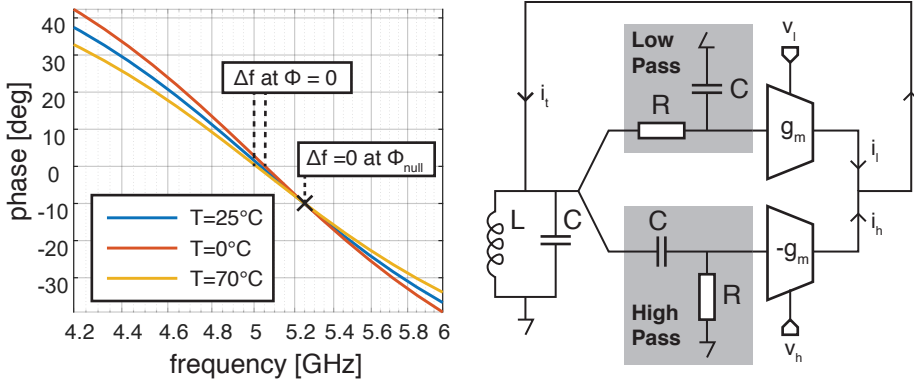 40
30
20
10
0
-10
-20
-30
phase [deg]
Δf at Φ = 0
Δf =0 at Φnull
T=25°C
T=0°C
T=70°C
4.2 4.4 4.6 4.8 5 5.2 5.4 5.6 5.8 6
frequency [GHz]
Low
Pass
C
R
vl
gm
it
il
L
C
C
R
-gm
ih
High
Pass
vh